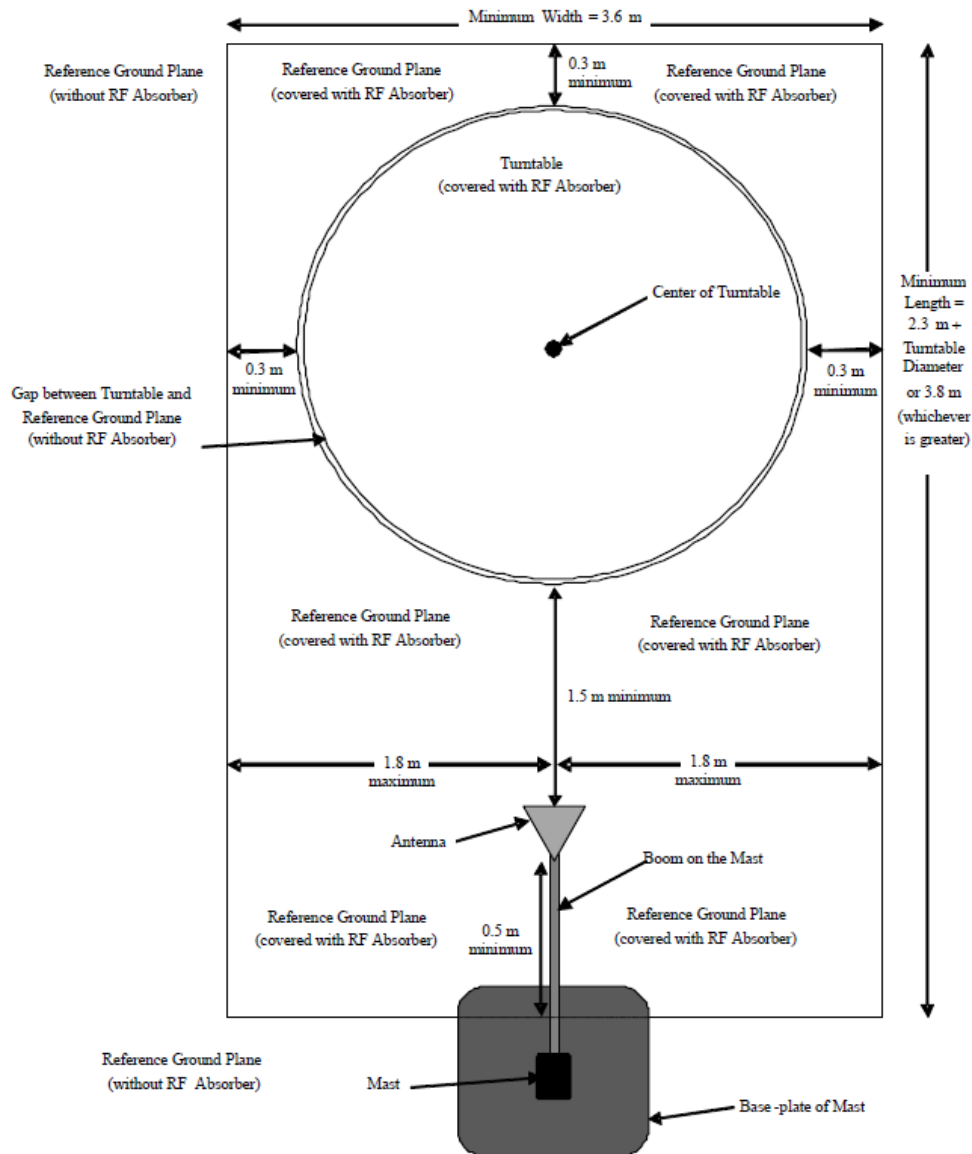 Minimum Width = 3.6 m
Reference Ground Plane
(without RF Absorber)
Reference Ground Plane
(covered with RF Absorber)
0.3 m
minimum
Reference Ground Plane
(covered with RF Absorber)
Turntable
(covered with RF Absorber)
Center of Turntable
Minimum
Length =
2.3 m +
Turntable
Diameter
or 3.8 m
(whichever
is greater)
0.3 m
minimum
0.3 m
minimum
Gap between Turntable and
Reference Ground Plane
(without RF Absorber)
Reference Ground Plane
(covered with RF Absorber)
Reference Ground Plane
(covered with RF Absorber)
1.5 m minimum
1.8 m
maximum
1.8 m
maximum
Antenna
Boom on the Mast
Reference Ground Plane
(covered with RF Absorber)
0.5 m
minimum
Reference Ground Plane
(covered with RF Absorber)
Reference Ground Plane
(without RF Absorber)
Mast
Base -plate of Mast